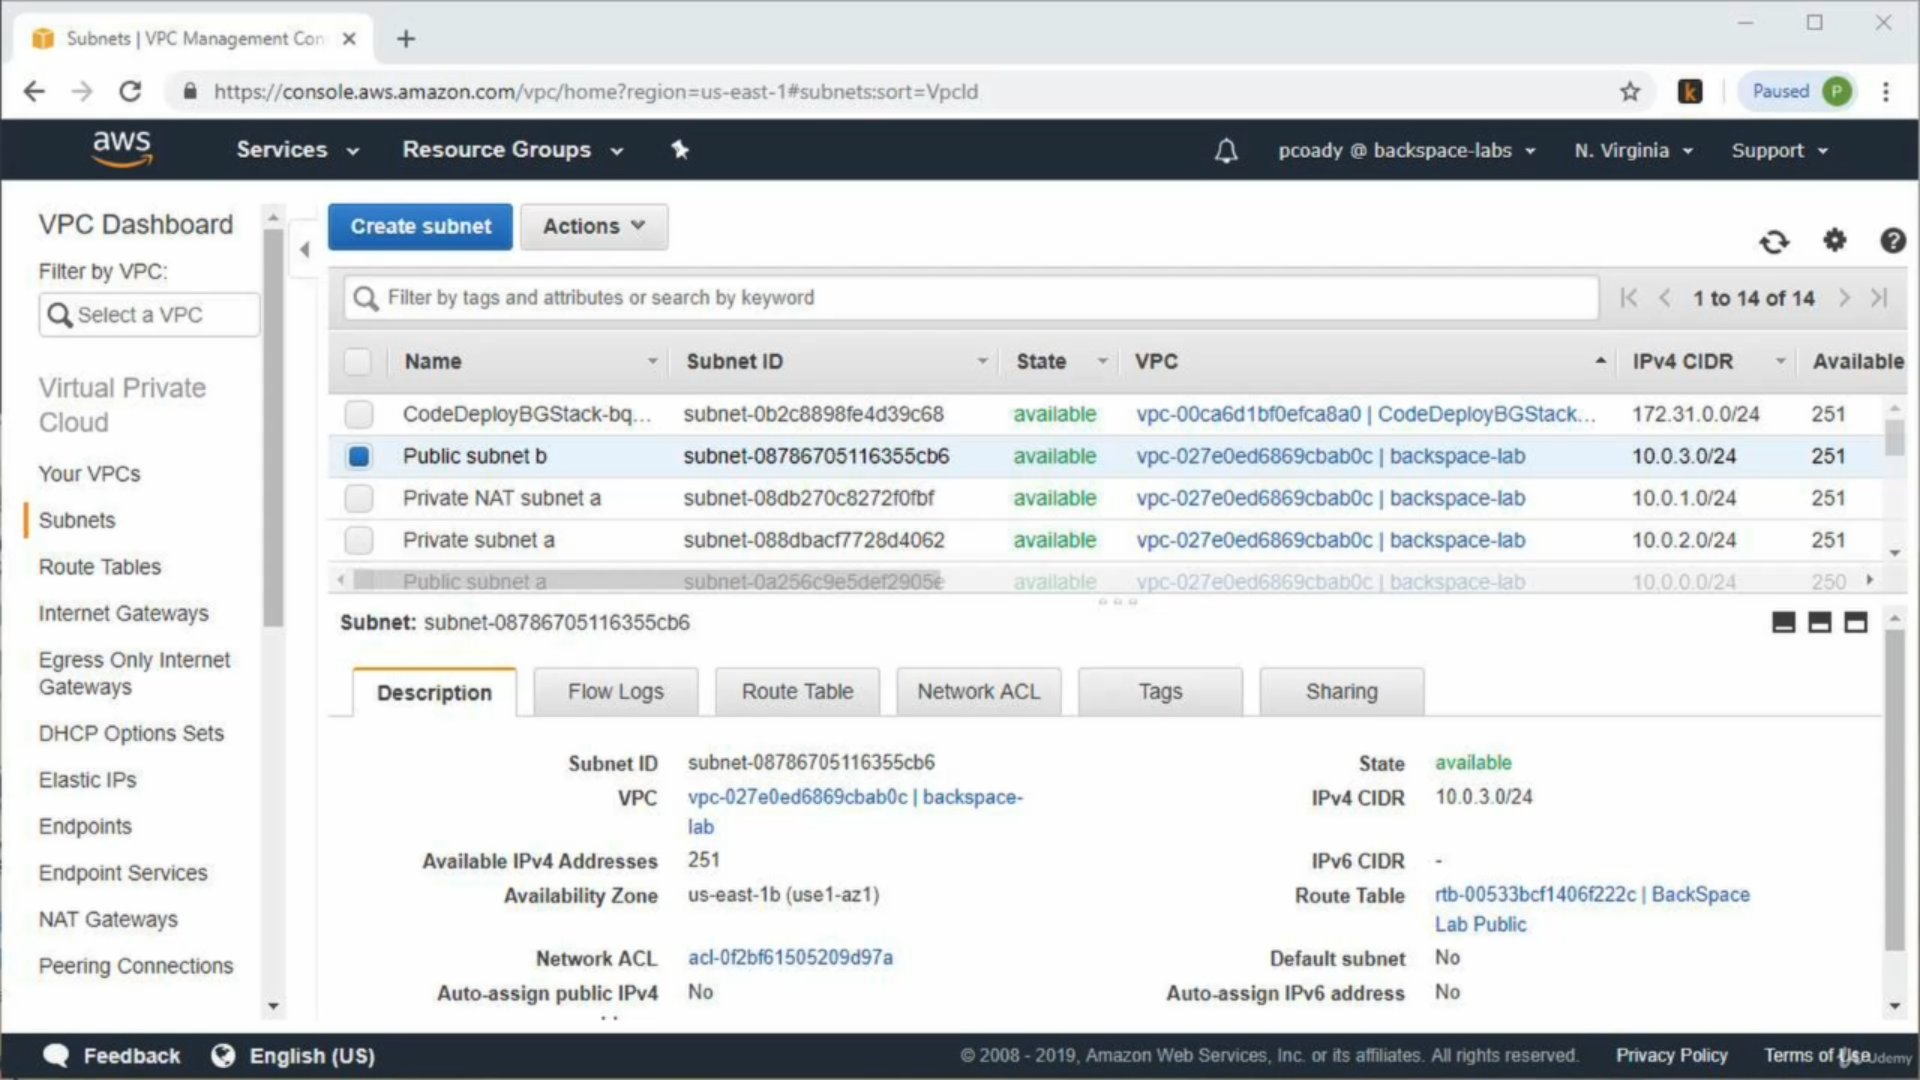 Subnets | VPC Management Con
https://console.aws.amazon.com/vpc/home?region=us-east-1#subnets:sort=VpcId
k
Paused P
aws
Services
Resource Groups
pcoady @ backspace-labs
N. Virginia
Support
VPC Dashboard
Filter by VPC:
Select a VPC
Virtual Private
Cloud
Your VPCs
Subnets
Route Tables
Internet Gateways
Egress Only Internet
Gateways
DHCP Options Sets
Elastic IPs
Endpoints
Endpoint Services
NAT Gateways
Peering Connections
Create subnet
Actions
Filter by tags and attributes or search by keyword
1 to 14 of 14
Name Subnet ID State VPC IPv4 CIDR Available
CodeDeployBGStack-bq... subnet-0b2c8898fe4d39c68 available vpc-00ca6d1bf0efca8a0 | CodeDeployBGStack... 172.31.0.0/24 251
Public subnet b subnet-08786705116355cb6 available vpc-027e0ed6869cbab0c | backspace-lab 10.0.3.0/24 251
Private NAT subnet a subnet-08db270c8272f0fbf available vpc-027e0ed6869cbab0c | backspace-lab 10.0.1.0/24 251
Private subnet a subnet-088dbacf7728d4062 available vpc-027e0ed6869cbab0c | backspace-lab 10.0.2.0/24 251
Public subnet a subnet-0a256c9e5def2905e available vpc-027e0ed6869cbab0c | backspace-lab 10.0.0.0/24 250
Subnet: subnet-08786705116355cb6
Description
Flow Logs
Route Table
Network ACL
Tags
Sharing
Subnet ID subnet-08786705116355cb6 State available
VPC vpc-027e0ed6869cbab0c | backspace- IPv4 CIDR 10.0.3.0/24
lab
Available IPv4 Addresses 251 IPv6 CIDR -
Availability Zone us-east-1b (use1-az1) Route Table rtb-00533bcf1406f222c | BackSpace
Lab Public
Network ACL acl-0f2bf61505209d97a Default subnet No
Auto-assign public IPv4 No Auto-assign IPv6 address No
Feedback
English (US)
© 2008 - 2019, Amazon Web Services, Inc. or its affiliates. All rights reserved.
Privacy Policy
Terms of Use
Udemy